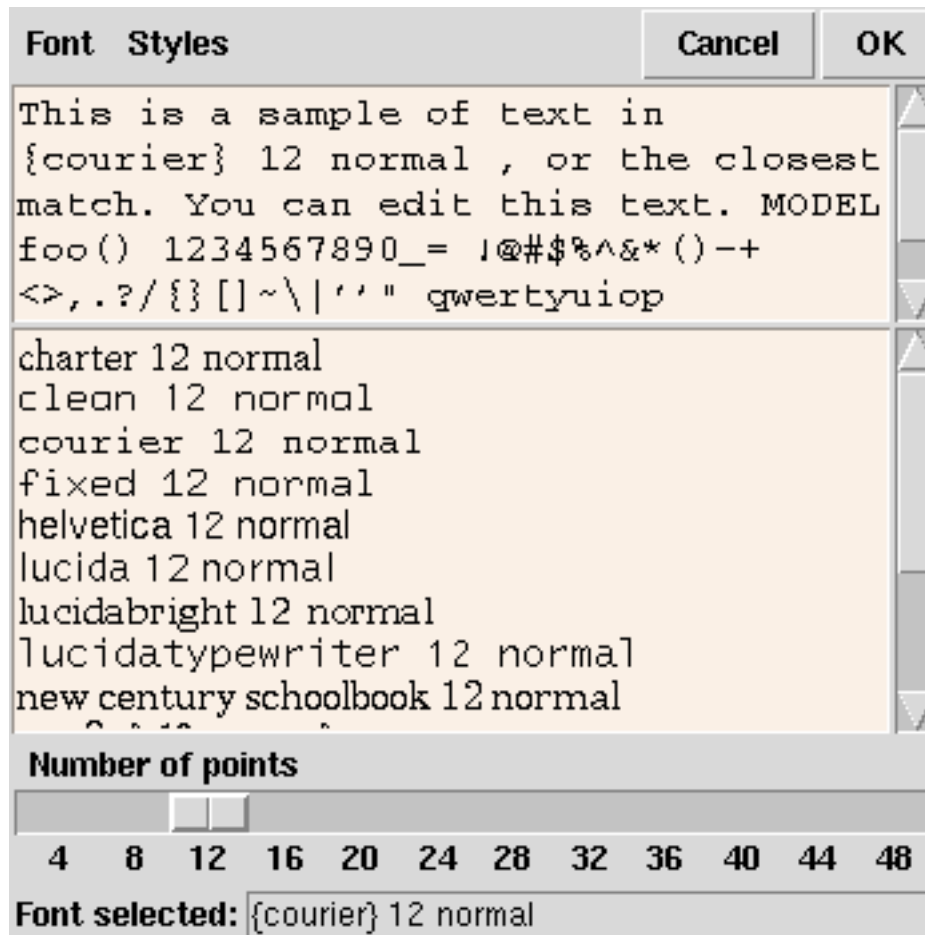 Font Styles Cancel OK
This is a sample of text in
{courier} 12 normal , or the closest
match. You can edit this text. MODEL
foo() 1234567890_= !@#$%^&*()-+
<>,.?/{}[]~\|'′" qwertyuiop
charter 12 normal
clean 12 normal
courier 12 normal
fixed 12 normal
helvetica 12 normal
lucida 12 normal
lucidabright 12 normal
lucidatypewriter 12 normal
new century schoolbook 12 normal
Number of points
4 8 12 16 20 24 28 32 36 40 44 48
Font selected: {courier} 12 normal